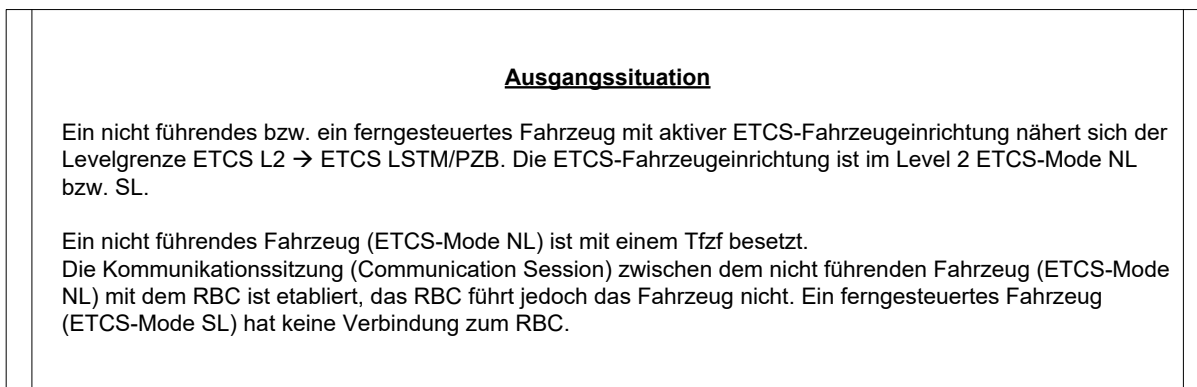 Ausgangssituation
Ein nicht führendes bzw. ein ferngesteuertes Fahrzeug mit aktiver ETCS-Fahrzeugeinrichtung nähert sich der
Levelgrenze ETCS L2 → ETCS LSTM/PZB. Die ETCS-Fahrzeugeinrichtung ist im Level 2 ETCS-Mode NL
bzw. SL.
Ein nicht führendes Fahrzeug (ETCS-Mode NL) ist mit einem Tfzf besetzt.
Die Kommunikationssitzung (Communication Session) zwischen dem nicht führenden Fahrzeug (ETCS-Mode
NL) mit dem RBC ist etabliert, das RBC führt jedoch das Fahrzeug nicht. Ein ferngesteuertes Fahrzeug
(ETCS-Mode SL) hat keine Verbindung zum RBC.